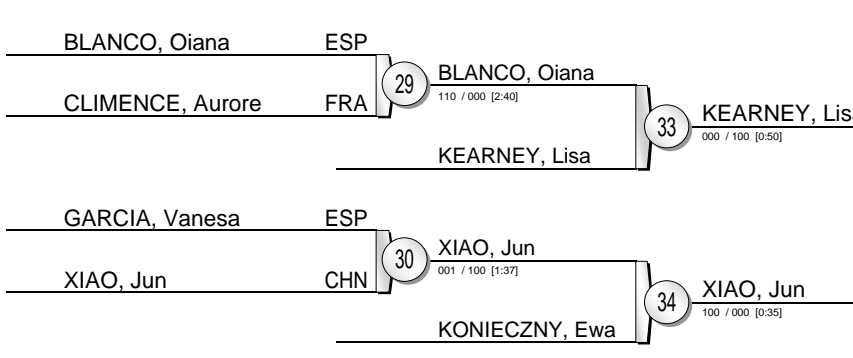 BLANCO, Oiana ESP
CLIMENCE, Aurore FRA
29
BLANCO, Oiana
110 / 000 [2:40]
KEARNEY, Lisa
33
KEARNEY, Lis
000 / 100 [0:50]
GARCIA, Vanesa ESP
XIAO, Jun CHN
30
XIAO, Jun
001 / 100 [1:37]
KONIECZNY, Ewa
34
XIAO, Jun
100 / 000 [0:35]